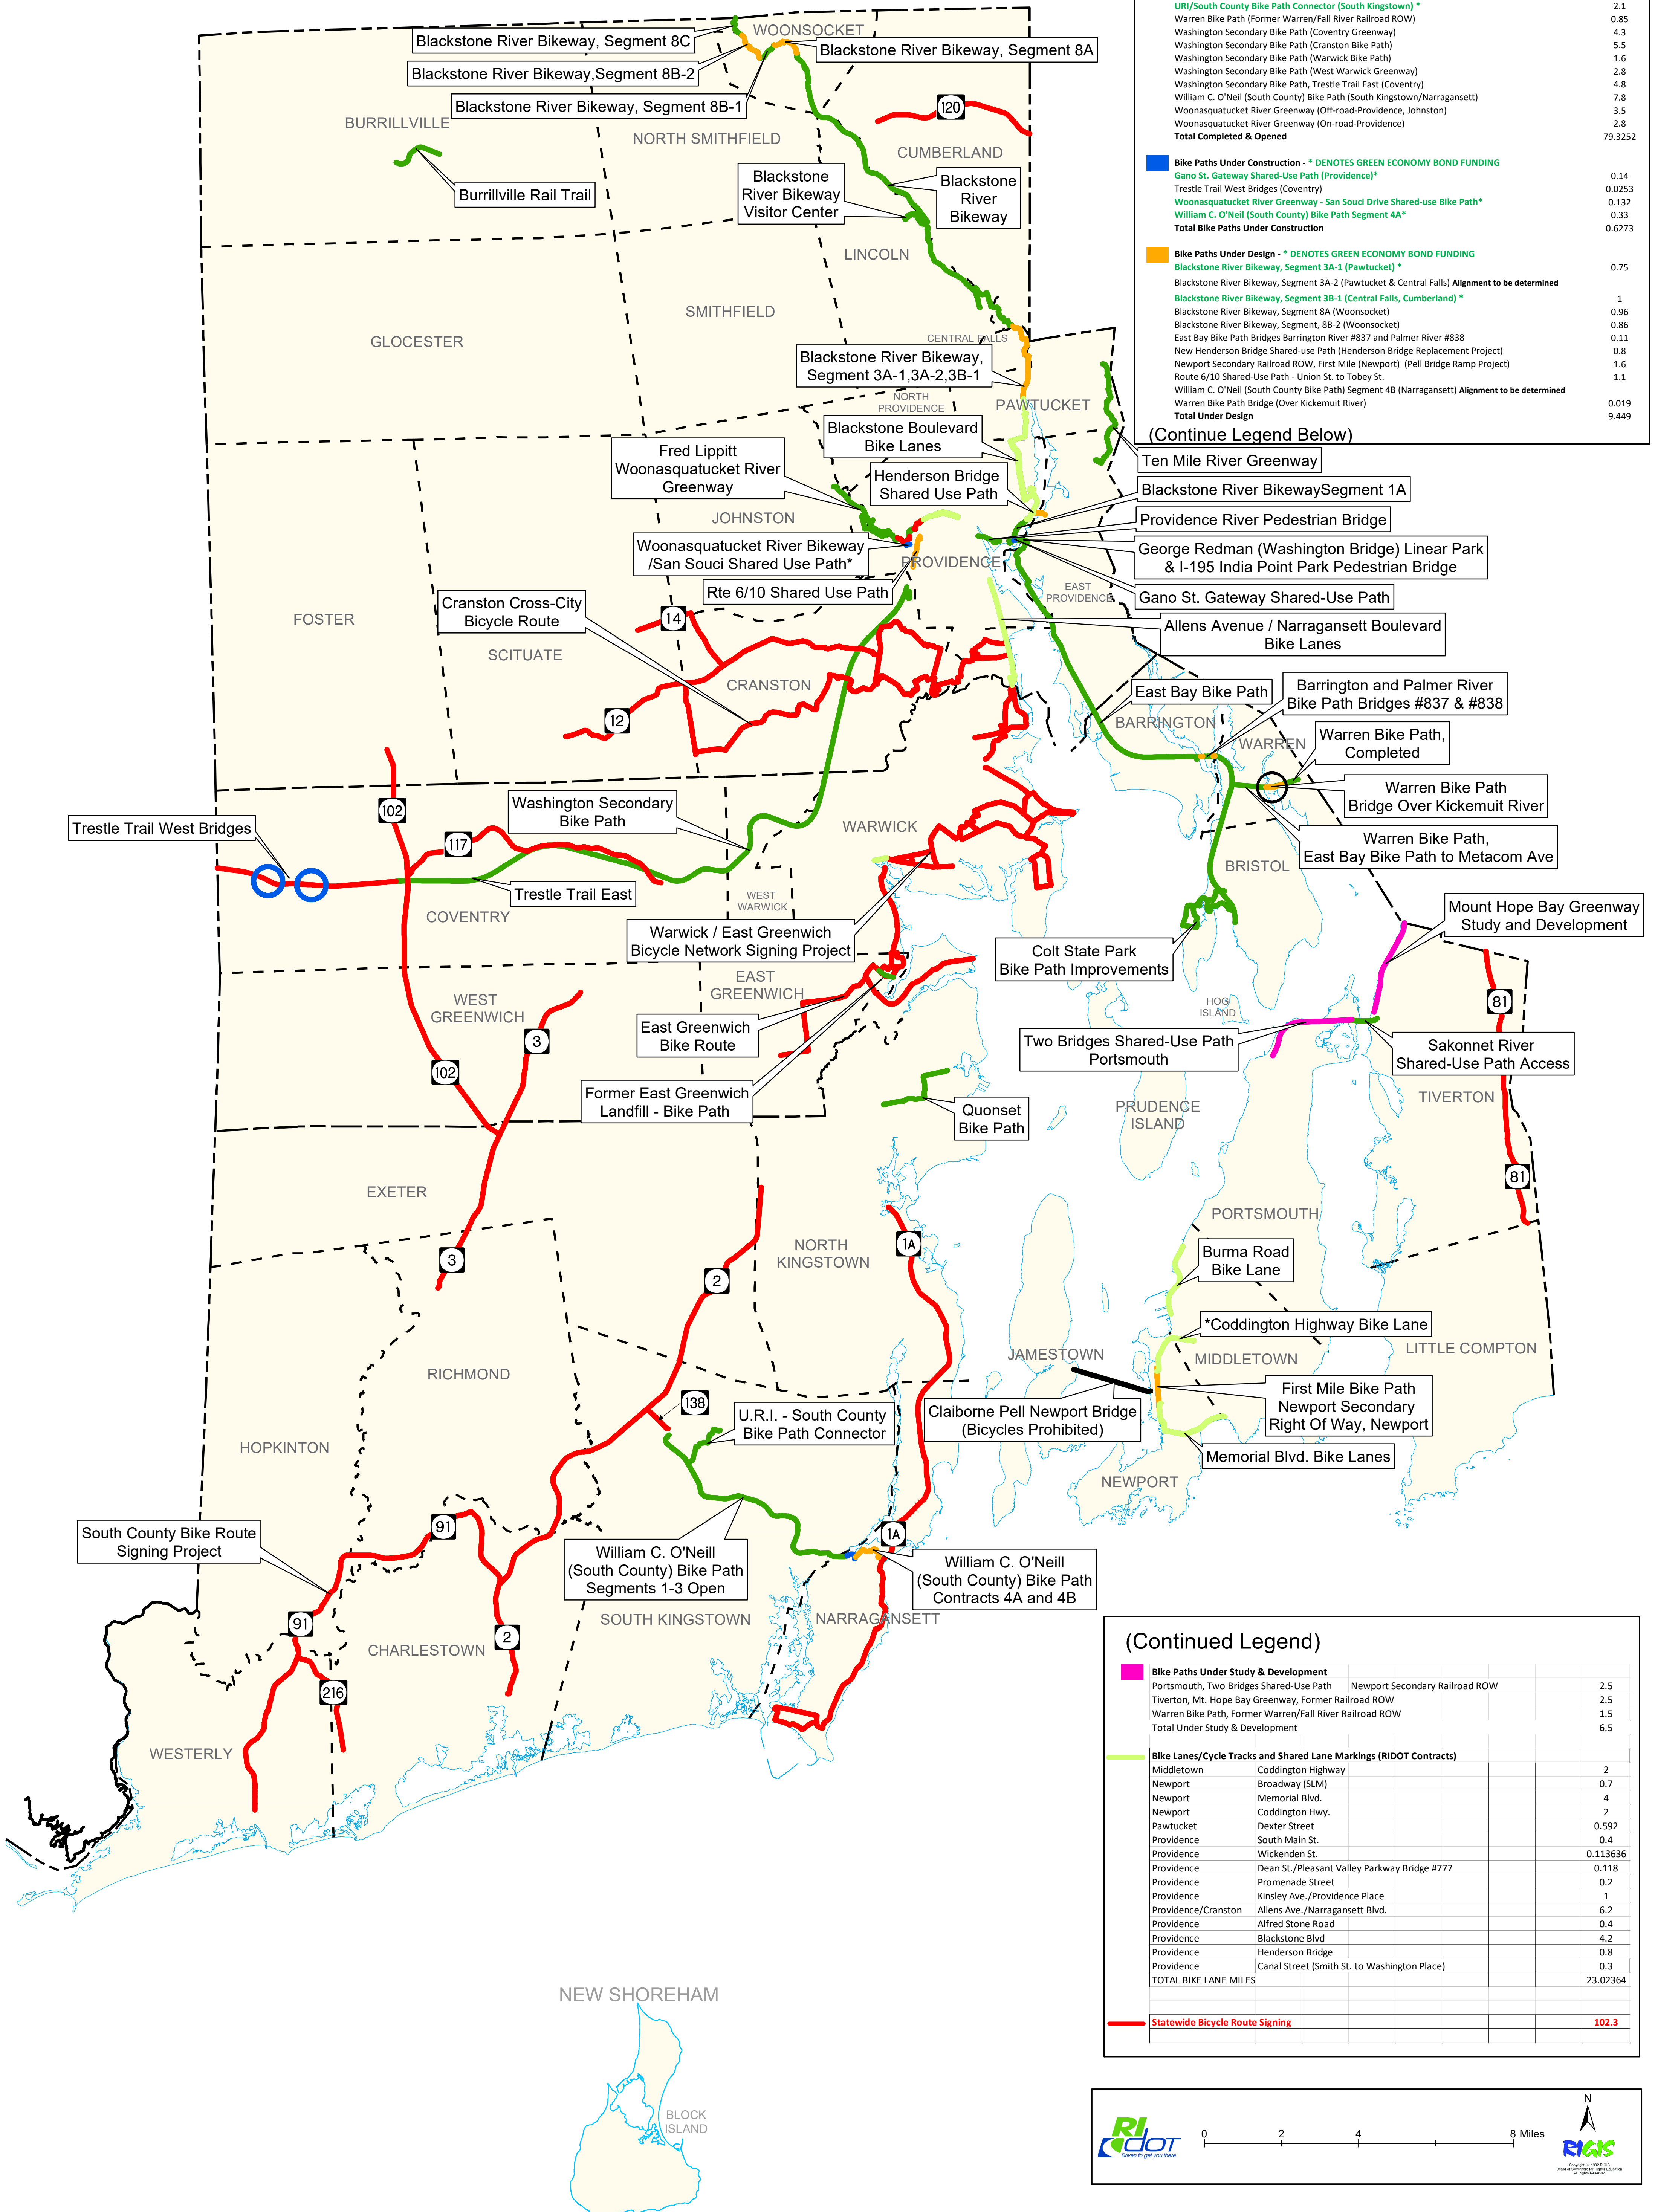 URI/South County Bike Path Connector (South Kingstown) * 2.1
Warren Bike Path (Former Warren/Fall River Railroad ROW) 0.85
Washington Secondary Bike Path (Coventry Greenway) 4.3
Washington Secondary Bike Path (Cranston Bike Path) 5.5
Washington Secondary Bike Path (Warwick Bike Path) 1.6
Washington Secondary Bike Path (West Warwick Greenway) 2.8
Washington Secondary Bike Path, Trestle Trail East (Coventry) 4.8
William C. O'Neil (South County) Bike Path (South Kingstown/Narragansett) 7.8
Woonasquatucket River Greenway (Off-road-Providence, Johnston) 3.5
Woonasquatucket River Greenway (On-road-Providence) 2.8
Total Completed & Opened 79.3252
Bike Paths Under Construction - * DENOTES GREEN ECONOMY BOND FUNDING
Gano St. Gateway Shared-Use Path (Providence)* 0.14
Trestle Trail West Bridges (Coventry) 0.0253
Woonasquatucket River Greenway - San Souci Drive Shared-use Bike Path* 0.132
William C. O'Neil (South County) Bike Path Segment 4A* 0.33
Total Bike Paths Under Construction 0.6273
Bike Paths Under Design - * DENOTES GREEN ECONOMY BOND FUNDING
Blackstone River Bikeway, Segment 3A-1 (Pawtucket) * 0.75
Blackstone River Bikeway, Segment 3A-2 (Pawtucket & Central Falls) Alignment to be determined
Blackstone River Bikeway, Segment 3B-1 (Central Falls, Cumberland) * 1
Blackstone River Bikeway, Segment 8A (Woonsocket) 0.96
Blackstone River Bikeway, Segment, 8B-2 (Woonsocket) 0.86
East Bay Bike Path Bridges Barrington River #837 and Palmer River #838 0.11
New Henderson Bridge Shared-use Path (Henderson Bridge Replacement Project) 0.8
Newport Secondary Railroad ROW, First Mile (Newport) (Pell Bridge Ramp Project) 1.6
Route 6/10 Shared-Use Path - Union St. to Tobey St. 1.1
William C. O'Neil (South County Bike Path) Segment 4B (Narragansett) Alignment to be determined
Warren Bike Path Bridge (Over Kickemuit River) 0.019
Total Under Design 9.449
(Continue Legend Below)
WOONSOCKET
Blackstone River Bikeway, Segment 8C
Blackstone River Bikeway, Segment 8A
Blackstone River Bikeway,Segment 8B-2
Blackstone River Bikeway, Segment 8B-1
120
BURRILLVILLE
NORTH SMITHFIELD
CUMBERLAND
Burrillville Rail Trail
Blackstone
River Bikeway
Visitor Center
Blackstone
River
Bikeway
LINCOLN
SMITHFIELD
GLOCESTER
CENTRAL FALLS
Blackstone River Bikeway,
Segment 3A-1,3A-2,3B-1
NORTH
PROVIDENCE
PAWTUCKET
Blackstone Boulevard
Bike Lanes
Fred Lippitt
Woonasquatucket River
Greenway
Henderson Bridge
Shared Use Path
Ten Mile River Greenway
Blackstone River BikewaySegment 1A
Providence River Pedestrian Bridge
JOHNSTON
Woonasquatucket River Bikeway
/San Souci Shared Use Path*
George Redman (Washington Bridge) Linear Park
& I-195 India Point Park Pedestrian Bridge
PROVIDENCE
Rte 6/10 Shared Use Path
EAST
PROVIDENCE
Gano St. Gateway Shared-Use Path
Cranston Cross-City
Bicycle Route
14
FOSTER
SCITUATE
Allens Avenue / Narragansett Boulevard
Bike Lanes
CRANSTON
12
East Bay Bike Path
Barrington and Palmer River
Bike Path Bridges #837 & #838
BARRINGTON
WARREN
Warren Bike Path,
Completed
Warren Bike Path
Bridge Over Kickemuit River
102
Washington Secondary
Bike Path
Trestle Trail West Bridges
117
WARWICK
Warren Bike Path,
East Bay Bike Path to Metacom Ave
BRISTOL
Trestle Trail East
COVENTRY
WEST
WARWICK
Warwick / East Greenwich
Bicycle Network Signing Project
Mount Hope Bay Greenway
Study and Development
Colt State Park
Bike Path Improvements
EAST
GREENWICH
WEST
GREENWICH
HOG
ISLAND
81
3
East Greenwich
Bike Route
Two Bridges Shared-Use Path
Portsmouth
Sakonnet River
Shared-Use Path Access
102
Former East Greenwich
Landfill - Bike Path
Quonset
Bike Path
PRUDENCE
ISLAND
TIVERTON
81
EXETER
PORTSMOUTH
NORTH
KINGSTOWN
1A
3
2
Burma Road
Bike Lane
*Coddington Highway Bike Lane
JAMESTOWN
MIDDLETOWN
LITTLE COMPTON
RICHMOND
138
Claiborne Pell Newport Bridge
(Bicycles Prohibited)
First Mile Bike Path
Newport Secondary
Right Of Way, Newport
U.R.I. - South County
Bike Path Connector
HOPKINTON
Memorial Blvd. Bike Lanes
NEWPORT
91
1A
South County Bike Route
Signing Project
William C. O'Neill
(South County) Bike Path
Segments 1-3 Open
William C. O'Neill
(South County) Bike Path
Contracts 4A and 4B
SOUTH KINGSTOWN
NARRAGANSETT
91
CHARLESTOWN
2
216
WESTERLY
(Continued Legend)
Bike Paths Under Study & Development
Portsmouth, Two Bridges Shared-Use Path Newport Secondary Railroad ROW 2.5
Tiverton, Mt. Hope Bay Greenway, Former Railroad ROW 2.5
Warren Bike Path, Former Warren/Fall River Railroad ROW 1.5
Total Under Study & Development 6.5
Bike Lanes/Cycle Tracks and Shared Lane Markings (RIDOT Contracts)
Middletown Coddington Highway 2
Newport Broadway (SLM) 0.7
Newport Memorial Blvd. 4
Newport Coddington Hwy. 2
Pawtucket Dexter Street 0.592
Providence South Main St. 0.4
Providence Wickenden St. 0.113636
Providence Dean St./Pleasant Valley Parkway Bridge #777 0.118
Providence Promenade Street 0.2
Providence Kinsley Ave./Providence Place 1
Providence/Cranston Allens Ave./Narragansett Blvd. 6.2
Providence Alfred Stone Road 0.4
Providence Blackstone Blvd 4.2
Providence Henderson Bridge 0.8
Providence Canal Street (Smith St. to Washington Place) 0.3
TOTAL BIKE LANE MILES 23.02364
Statewide Bicycle Route Signing 102.3
NEW SHOREHAM
BLOCK
ISLAND
RIDOT
Driven to get you there
0 2 4 8 Miles
N
RIGIS